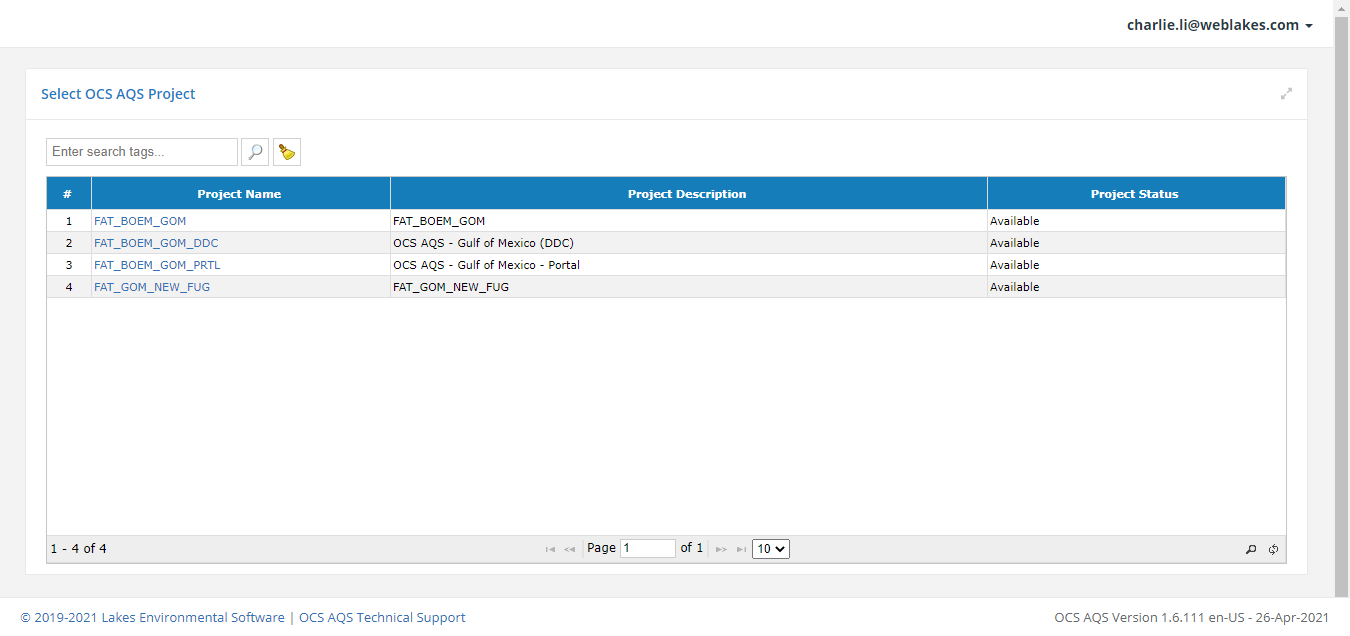 charlie.li@weblakes.com
Select OCS AQS Project
Enter search tags...
# Project Name Project Description Project Status
1 FAT_BOEM_GOM FAT_BOEM_GOM Available
2 FAT_BOEM_GOM_DDC OCS AQS - Gulf of Mexico (DDC) Available
3 FAT_BOEM_GOM_PRTL OCS AQS - Gulf of Mexico - Portal Available
4 FAT_GOM_NEW_FUG FAT_GOM_NEW_FUG Available
1 - 4 of 4 Page 1 of 1 10
© 2019-2021 Lakes Environmental Software | OCS AQS Technical Support OCS AQS Version 1.6.111 en-US - 26-Apr-2021